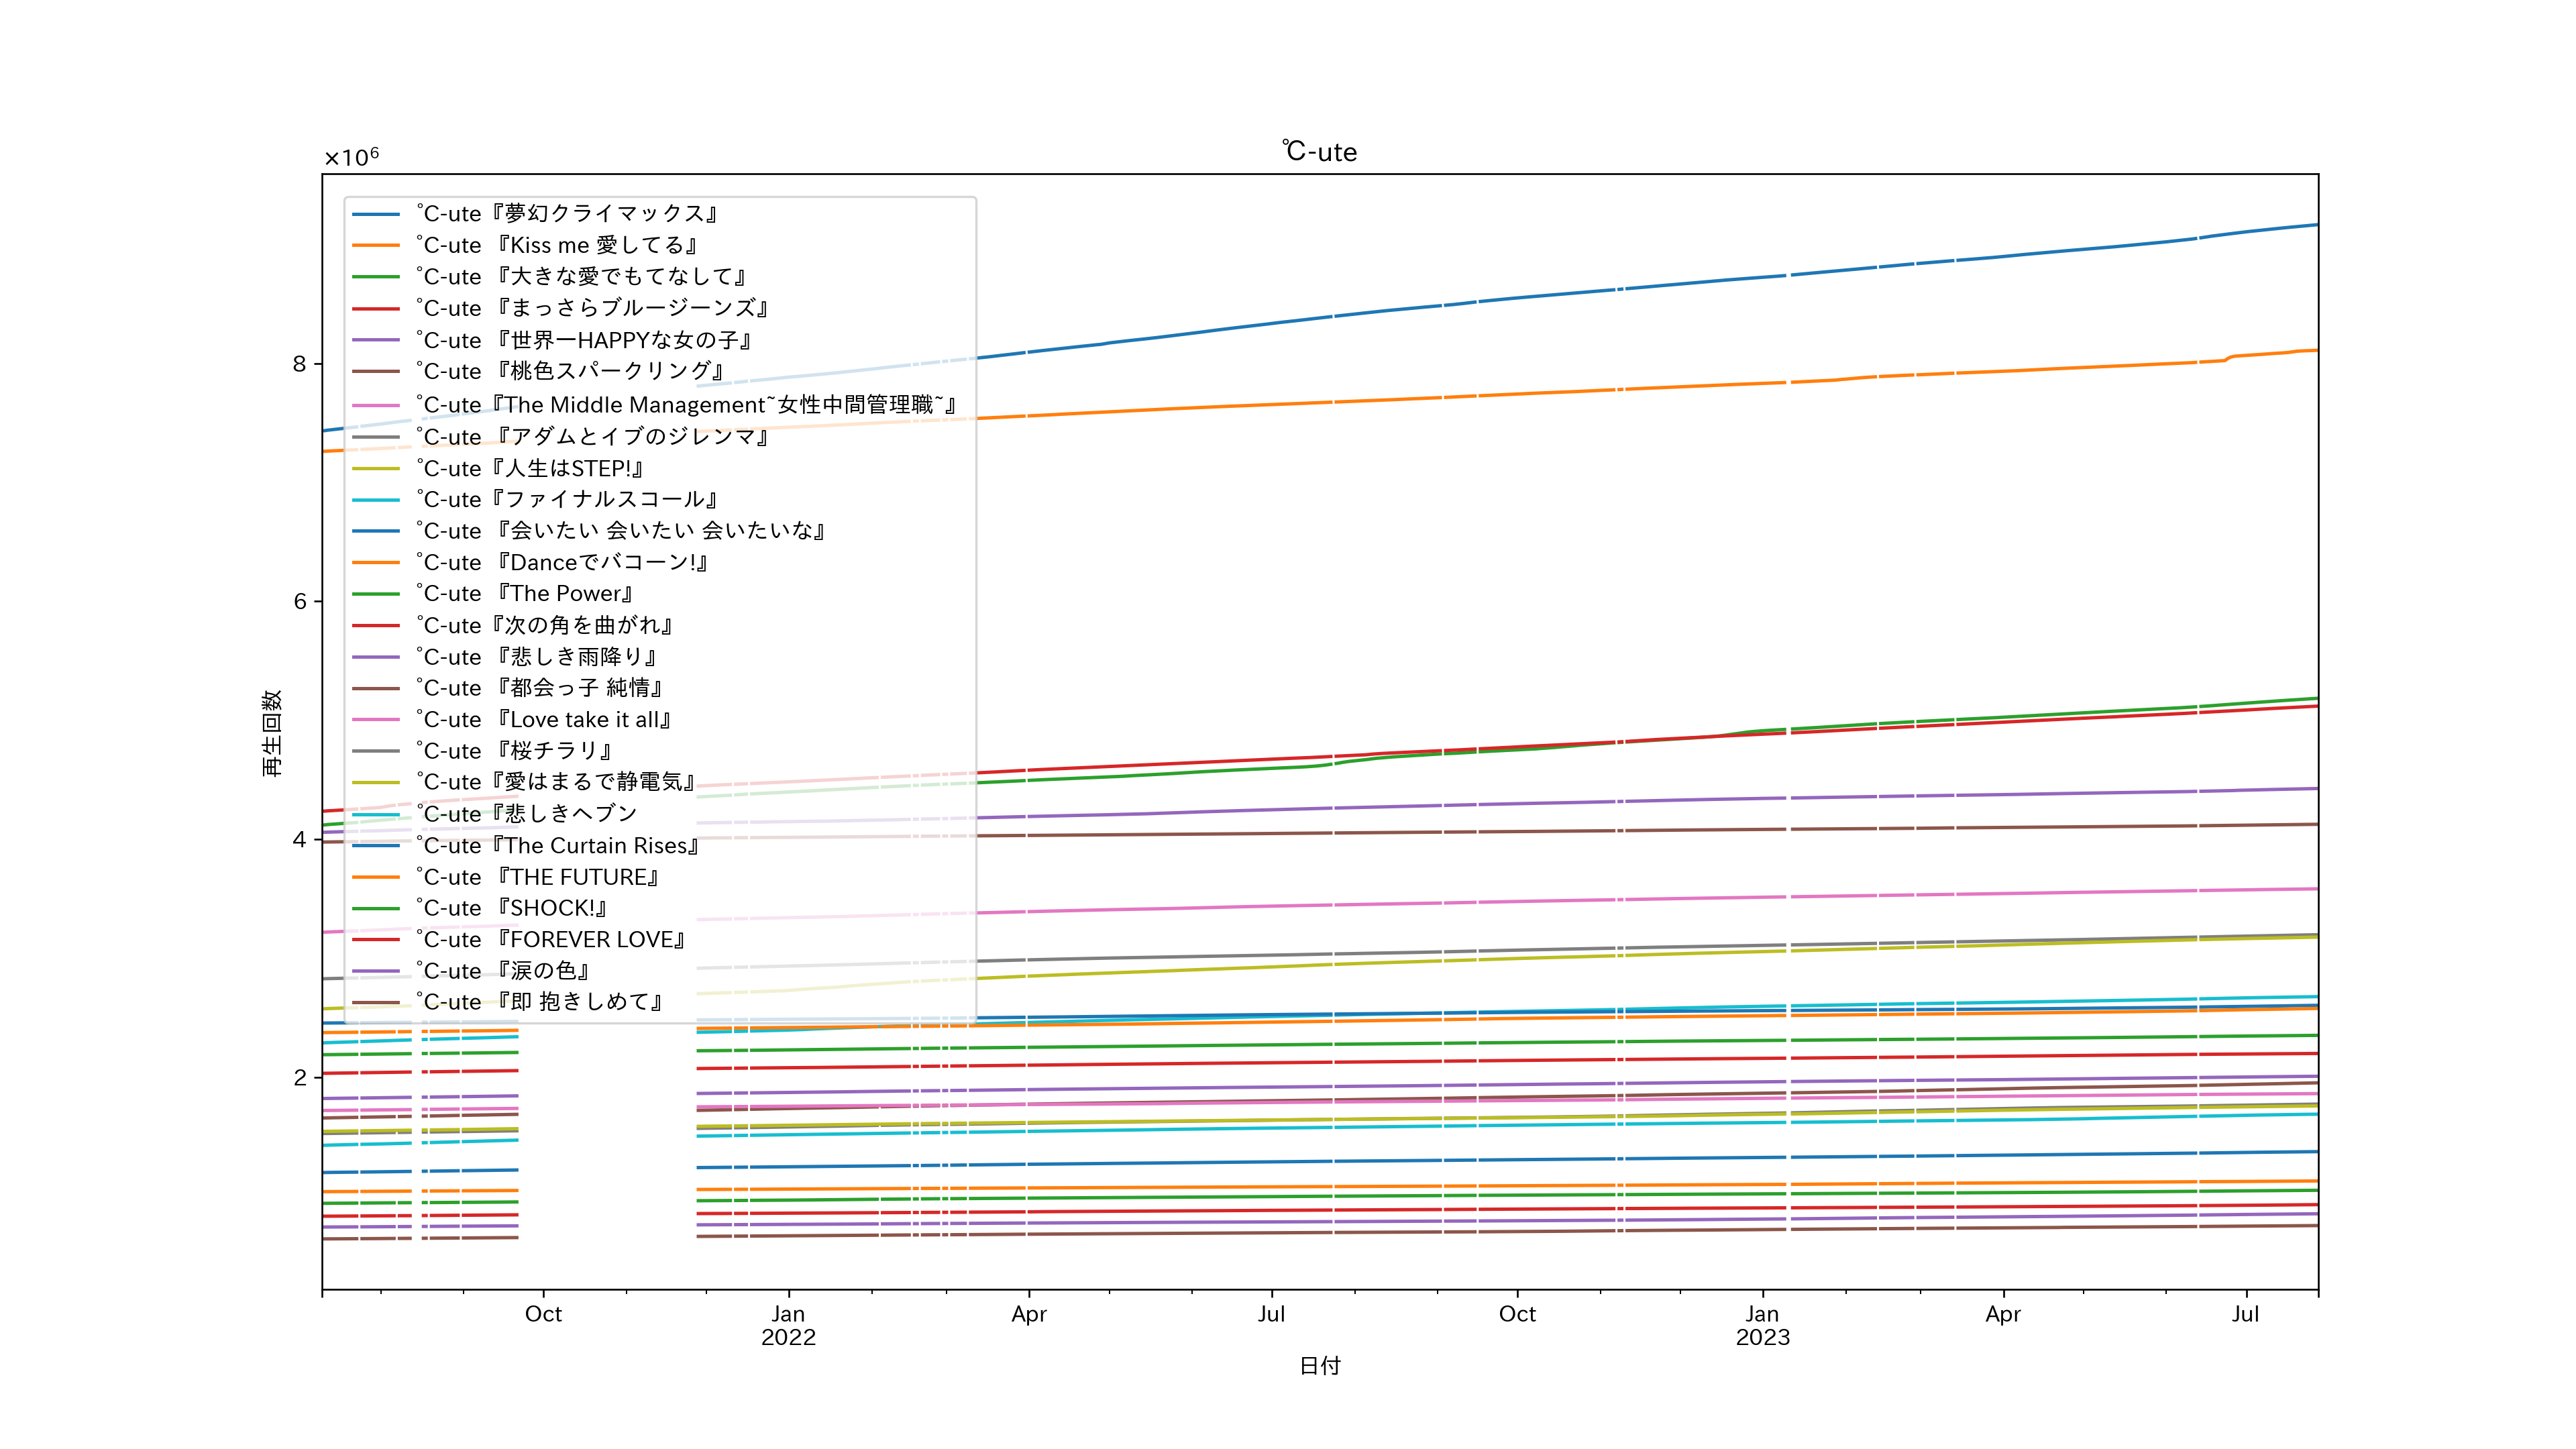 ℃-ute
×10⁶
℃-ute『夢幻クライマックス』
℃-ute 『Kiss me 愛してる』
℃-ute 『大きな愛でもてなして』
℃-ute 『まっさらブルージーンズ』
℃-ute 『世界一HAPPYな女の子』
℃-ute 『桃色スパークリング』
℃-ute『The Middle Management~女性中間管理職~』
℃-ute 『アダムとイブのジレンマ』
℃-ute『人生はSTEP!』
℃-ute『ファイナルスコール』
℃-ute 『会いたい 会いたい 会いたいな』
℃-ute 『Danceでバコーン!』
℃-ute 『The Power』
℃-ute『次の角を曲がれ』
℃-ute 『悲しき雨降り』
℃-ute 『都会っ子 純情』
℃-ute 『Love take it all』
℃-ute 『桜チラリ』
℃-ute『愛はまるで静電気』
℃-ute『悲しきヘブン
℃-ute『The Curtain Rises』
℃-ute 『THE FUTURE』
℃-ute 『SHOCK!』
℃-ute 『FOREVER LOVE』
℃-ute 『涙の色』
℃-ute 『即 抱きしめて』
8
6
4
2
再生回数
Oct Jan Apr Jul Oct Jan Apr Jul
2022 2023
日付